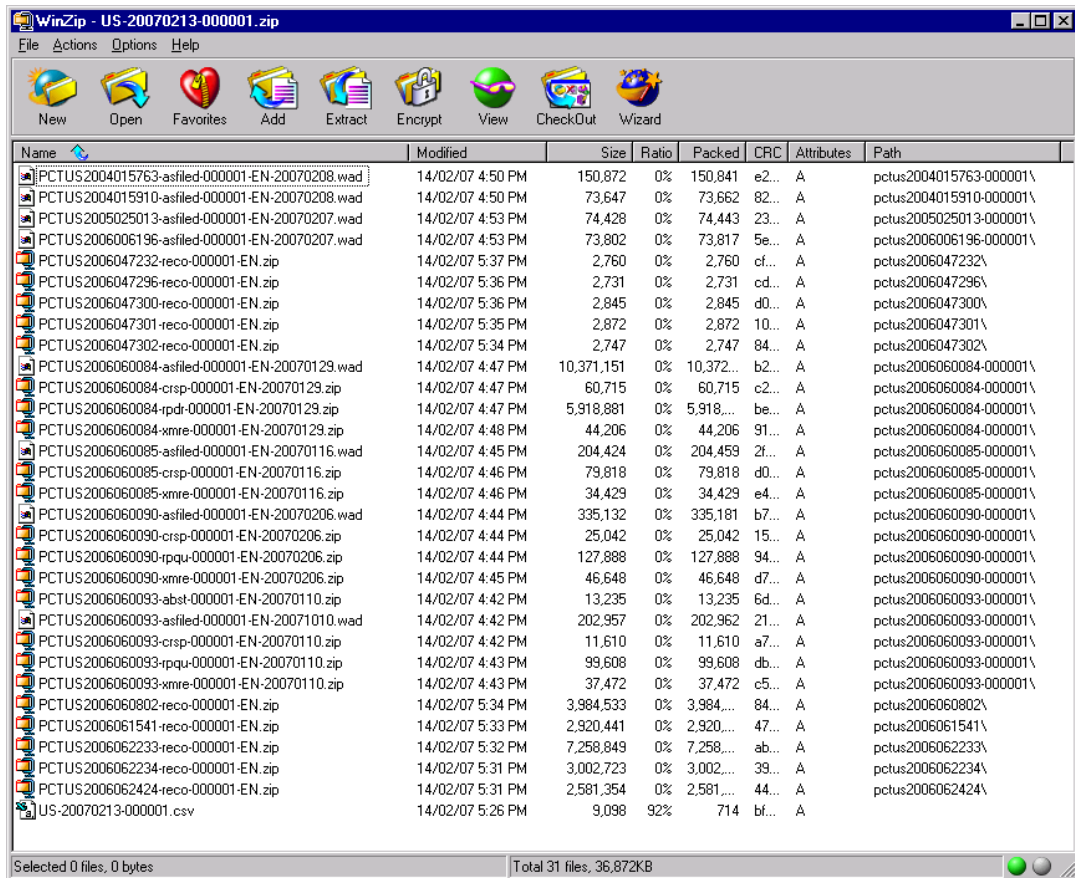 WinZip - US-20070213-000001.zip
File Actions Options Help
New Open Favorites Add Extract Encrypt View CheckOut Wizard
Name Modified Size Ratio Packed CRC Attributes Path
PCTUS2004015763-asfiled-000001-EN-20070208.wad 14/02/07 4:50 PM 150,872 0% 150,841 e2... A pctus2004015763-000001\
PCTUS2004015910-asfiled-000001-EN-20070208.wad 14/02/07 4:50 PM 73,647 0% 73,662 82... A pctus2004015910-000001\
PCTUS2005025013-asfiled-000001-EN-20070207.wad 14/02/07 4:53 PM 74,428 0% 74,443 23... A pctus2005025013-000001\
PCTUS2006006196-asfiled-000001-EN-20070207.wad 14/02/07 4:53 PM 73,802 0% 73,817 5e... A pctus2006006196-000001\
PCTUS2006047232-reco-000001-EN.zip 14/02/07 5:37 PM 2,760 0% 2,760 cf... A pctus2006047232\
PCTUS2006047296-reco-000001-EN.zip 14/02/07 5:36 PM 2,731 0% 2,731 cd... A pctus2006047296\
PCTUS2006047300-reco-000001-EN.zip 14/02/07 5:36 PM 2,845 0% 2,845 d0... A pctus2006047300\
PCTUS2006047301-reco-000001-EN.zip 14/02/07 5:35 PM 2,872 0% 2,872 10... A pctus2006047301\
PCTUS2006047302-reco-000001-EN.zip 14/02/07 5:34 PM 2,747 0% 2,747 84... A pctus2006047302\
PCTUS2006060084-asfiled-000001-EN-20070129.wad 14/02/07 4:47 PM 10,371,151 0% 10,372... b2... A pctus2006060084-000001\
PCTUS2006060084-crsp-000001-EN-20070129.zip 14/02/07 4:47 PM 60,715 0% 60,715 c2... A pctus2006060084-000001\
PCTUS2006060084-rpdr-000001-EN-20070129.zip 14/02/07 4:47 PM 5,918,881 0% 5,918,... be... A pctus2006060084-000001\
PCTUS2006060084-xmre-000001-EN-20070129.zip 14/02/07 4:48 PM 44,206 0% 44,206 91... A pctus2006060084-000001\
PCTUS2006060085-asfiled-000001-EN-20070116.wad 14/02/07 4:45 PM 204,424 0% 204,459 2f... A pctus2006060085-000001\
PCTUS2006060085-crsp-000001-EN-20070116.zip 14/02/07 4:46 PM 79,818 0% 79,818 d0... A pctus2006060085-000001\
PCTUS2006060085-xmre-000001-EN-20070116.zip 14/02/07 4:46 PM 34,429 0% 34,429 e4... A pctus2006060085-000001\
PCTUS2006060090-asfiled-000001-EN-20070206.wad 14/02/07 4:44 PM 335,132 0% 335,181 b7... A pctus2006060090-000001\
PCTUS2006060090-crsp-000001-EN-20070206.zip 14/02/07 4:44 PM 25,042 0% 25,042 15... A pctus2006060090-000001\
PCTUS2006060090-rpqu-000001-EN-20070206.zip 14/02/07 4:44 PM 127,888 0% 127,888 94... A pctus2006060090-000001\
PCTUS2006060090-xmre-000001-EN-20070206.zip 14/02/07 4:45 PM 46,648 0% 46,648 d7... A pctus2006060090-000001\
PCTUS2006060093-abst-000001-EN-20070110.zip 14/02/07 4:42 PM 13,235 0% 13,235 6d... A pctus2006060093-000001\
PCTUS2006060093-asfiled-000001-EN-20071010.wad 14/02/07 4:42 PM 202,957 0% 202,962 21... A pctus2006060093-000001\
PCTUS2006060093-crsp-000001-EN-20070110.zip 14/02/07 4:42 PM 11,610 0% 11,610 a7... A pctus2006060093-000001\
PCTUS2006060093-rpqu-000001-EN-20070110.zip 14/02/07 4:43 PM 99,608 0% 99,608 db... A pctus2006060093-000001\
PCTUS2006060093-xmre-000001-EN-20070110.zip 14/02/07 4:43 PM 37,472 0% 37,472 c5... A pctus2006060093-000001\
PCTUS2006060802-reco-000001-EN.zip 14/02/07 5:34 PM 3,984,533 0% 3,984,... 84... A pctus2006060802\
PCTUS2006061541-reco-000001-EN.zip 14/02/07 5:33 PM 2,920,441 0% 2,920,... 47... A pctus2006061541\
PCTUS2006062233-reco-000001-EN.zip 14/02/07 5:32 PM 7,258,849 0% 7,258,... ab... A pctus2006062233\
PCTUS2006062234-reco-000001-EN.zip 14/02/07 5:31 PM 3,002,723 0% 3,002,... 39... A pctus2006062234\
PCTUS2006062424-reco-000001-EN.zip 14/02/07 5:31 PM 2,581,354 0% 2,581,... 44... A pctus2006062424\
US-20070213-000001.csv 14/02/07 5:26 PM 9,098 92% 714 bf... A
Selected 0 files, 0 bytes Total 31 files, 36,872KB